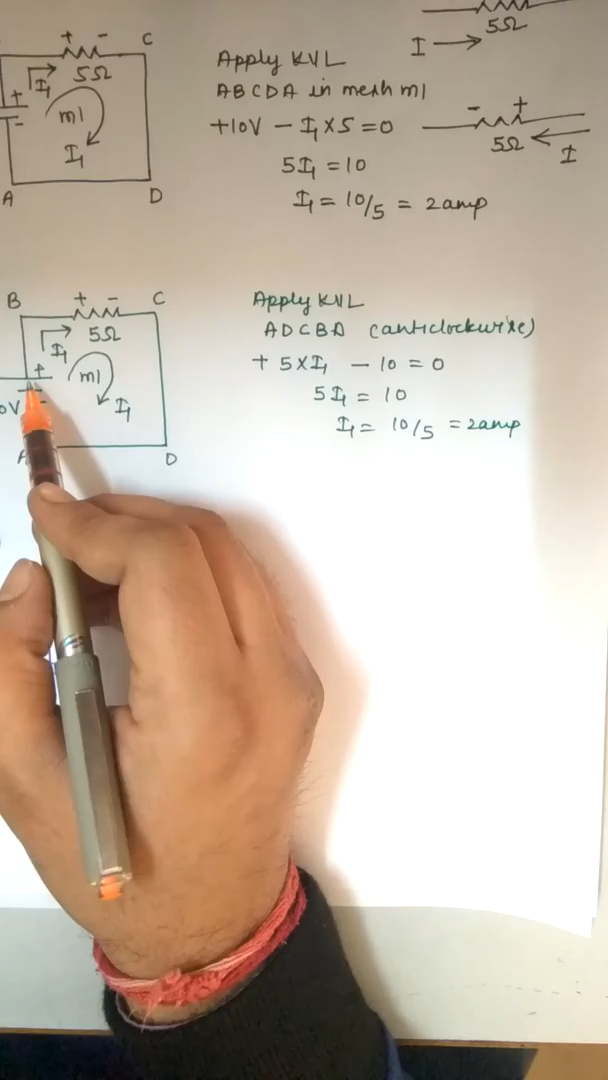 5Ω
I →
+ - C
I1 5Ω
+
m1
I1
A D
Apply KVL
ABCDA in mesh m1
+10V - I1 × 5 = 0
5I1 = 10
I1 = 10/5 = 2amp
- +
5Ω ← I
B + - C
I1 5Ω
+ m1
0V - I1
D
Apply KVL
ADCBA (anticlockwise)
+ 5×I1 - 10 = 0
5I1 = 10
I1 = 10/5 = 2amp